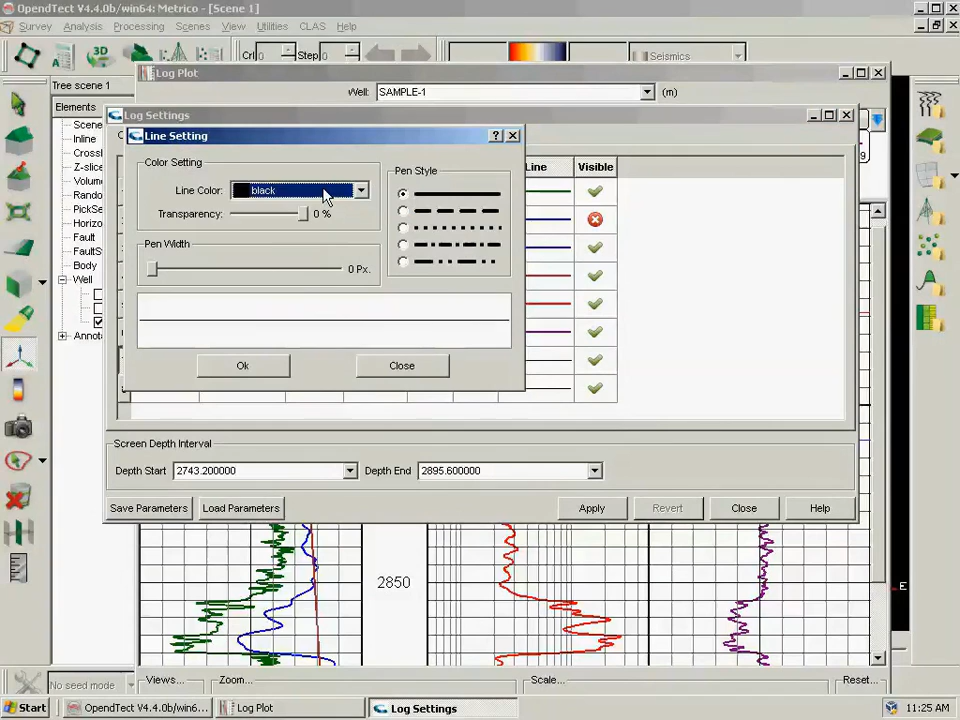 OpendTect V4.4.0b/win64: Metrico - [Scene 1]
Survey Analysis Processing Scenes View Utilities CLAS Help
3D Crl 0 Step 0 Seismics
Tree scene 1
Log Plot
Well: SAMPLE-1 (m)
Elements
Scene
Inline
Cross
Z-slice
Volum
PickSe
Horizo
Fault
FaultS
Body
Well
Annota
Log Settings
Line Setting
Color Setting
Line Color: black
Transparency: 0 %
Pen Width
0 Px.
Pen Style
Ok Close
Line Visible
9
Screen Depth Interval
Depth Start 2743.200000 Depth End 2895.600000
Save Parameters Load Parameters Apply Revert Close Help
2850
E
No seed mode Views... Zoom... Scale... Reset...
Start OpendTect V4.4.0b/win6... Log Plot Log Settings 11:25 AM